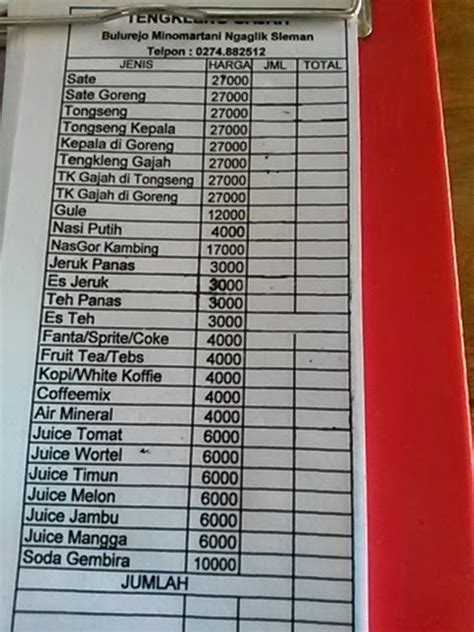 TENGKLENG GAJAH
Bulurejo Minomartani Ngaglik Sleman
Telpon : 0274.882512
JENIS HARGA JML TOTAL
Sate 27000
Sate Goreng 27000
Tongseng 27000
Tongseng Kepala 27000
Kepala di Goreng 27000
Tengkleng Gajah 27000
TK Gajah di Tongseng 27000
TK Gajah di Goreng 27000
Gule 12000
Nasi Putih 4000
NasGor Kambing 17000
Jeruk Panas 3000
Es Jeruk 3000
Teh Panas 3000
Es Teh 3000
Fanta/Sprite/Coke 4000
Fruit Tea/Tebs 4000
Kopi/White Koffie 4000
Coffeemix 4000
Air Mineral 4000
Juice Tomat 6000
Juice Wortel 6000
Juice Timun 6000
Juice Melon 6000
Juice Jambu 6000
Juice Mangga 6000
Soda Gembira 10000
JUMLAH